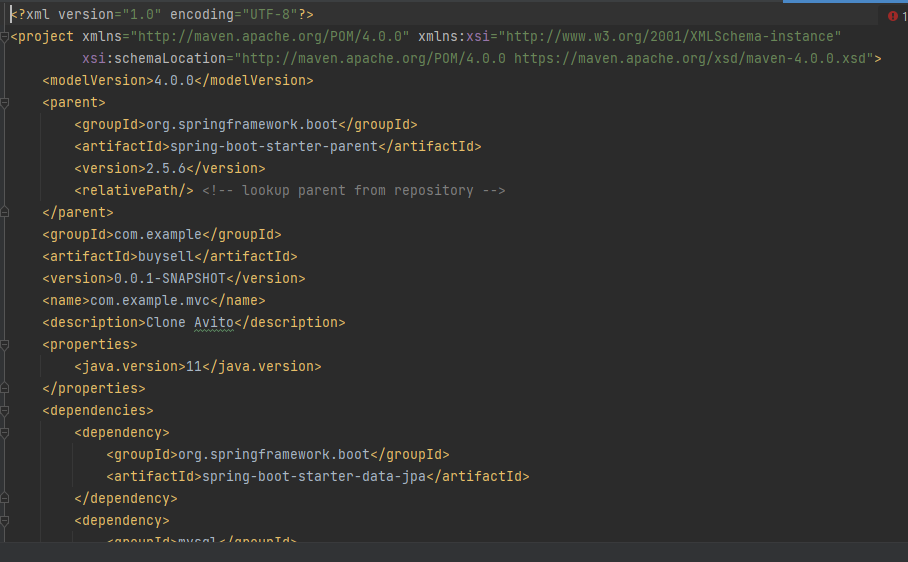 <?xml version="1.0" encoding="UTF-8"?>
1
<project xmlns="http://maven.apache.org/POM/4.0.0" xmlns:xsi="http://www.w3.org/2001/XMLSchema-instance"
xsi:schemaLocation="http://maven.apache.org/POM/4.0.0 https://maven.apache.org/xsd/maven-4.0.0.xsd">
<modelVersion>4.0.0</modelVersion>
<parent>
<groupId>org.springframework.boot</groupId>
<artifactId>spring-boot-starter-parent</artifactId>
<version>2.5.6</version>
<relativePath/> <!-- lookup parent from repository -->
</parent>
<groupId>com.example</groupId>
<artifactId>buysell</artifactId>
<version>0.0.1-SNAPSHOT</version>
<name>com.example.mvc</name>
<description>Clone Avito</description>
<properties>
<java.version>11</java.version>
</properties>
<dependencies>
<dependency>
<groupId>org.springframework.boot</groupId>
<artifactId>spring-boot-starter-data-jpa</artifactId>
</dependency>
<dependency>
<groupId>mysql</groupId>